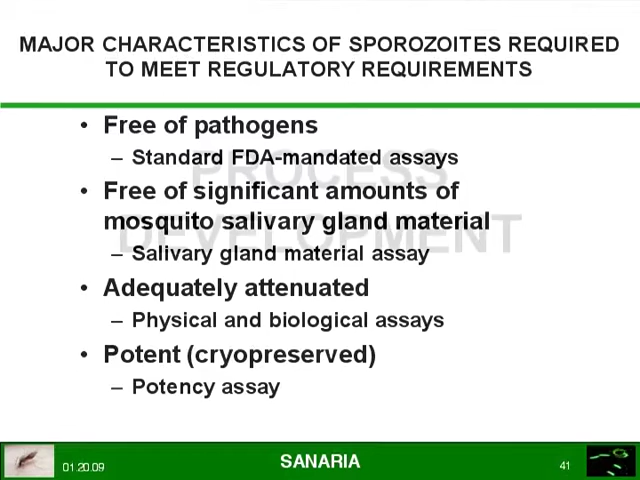 MAJOR CHARACTERISTICS OF SPOROZOITES REQUIRED
TO MEET REGULATORY REQUIREMENTS
PROCESS
DEVELOPMENT
• Free of pathogens
– Standard FDA-mandated assays
• Free of significant amounts of
mosquito salivary gland material
– Salivary gland material assay
• Adequately attenuated
– Physical and biological assays
• Potent (cryopreserved)
– Potency assay
01.20.09
SANARIA
41